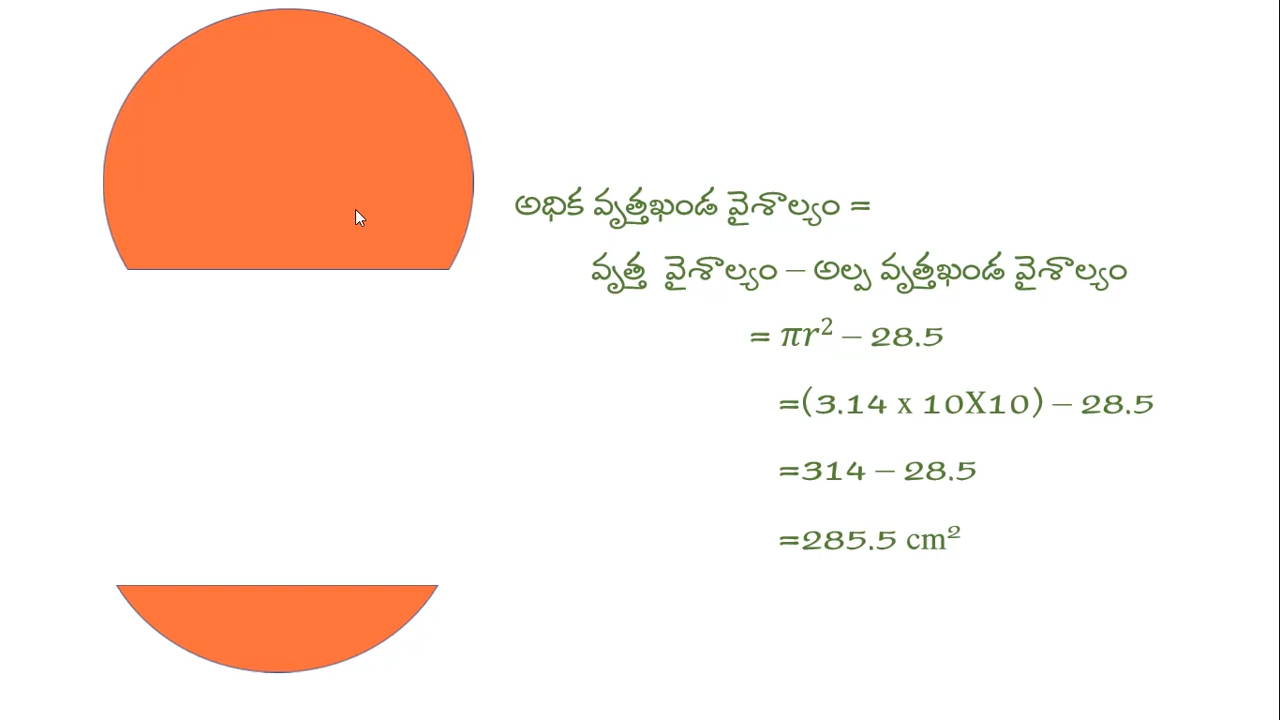 అధిక వృత్తఖండ వైశాల్యం =
వృత్త వైశాల్యం – అల్ప వృత్తఖండ వైశాల్యం
= πr² – 28.5
=(3.14 x 10X10) – 28.5
=314 – 28.5
=285.5 cm²